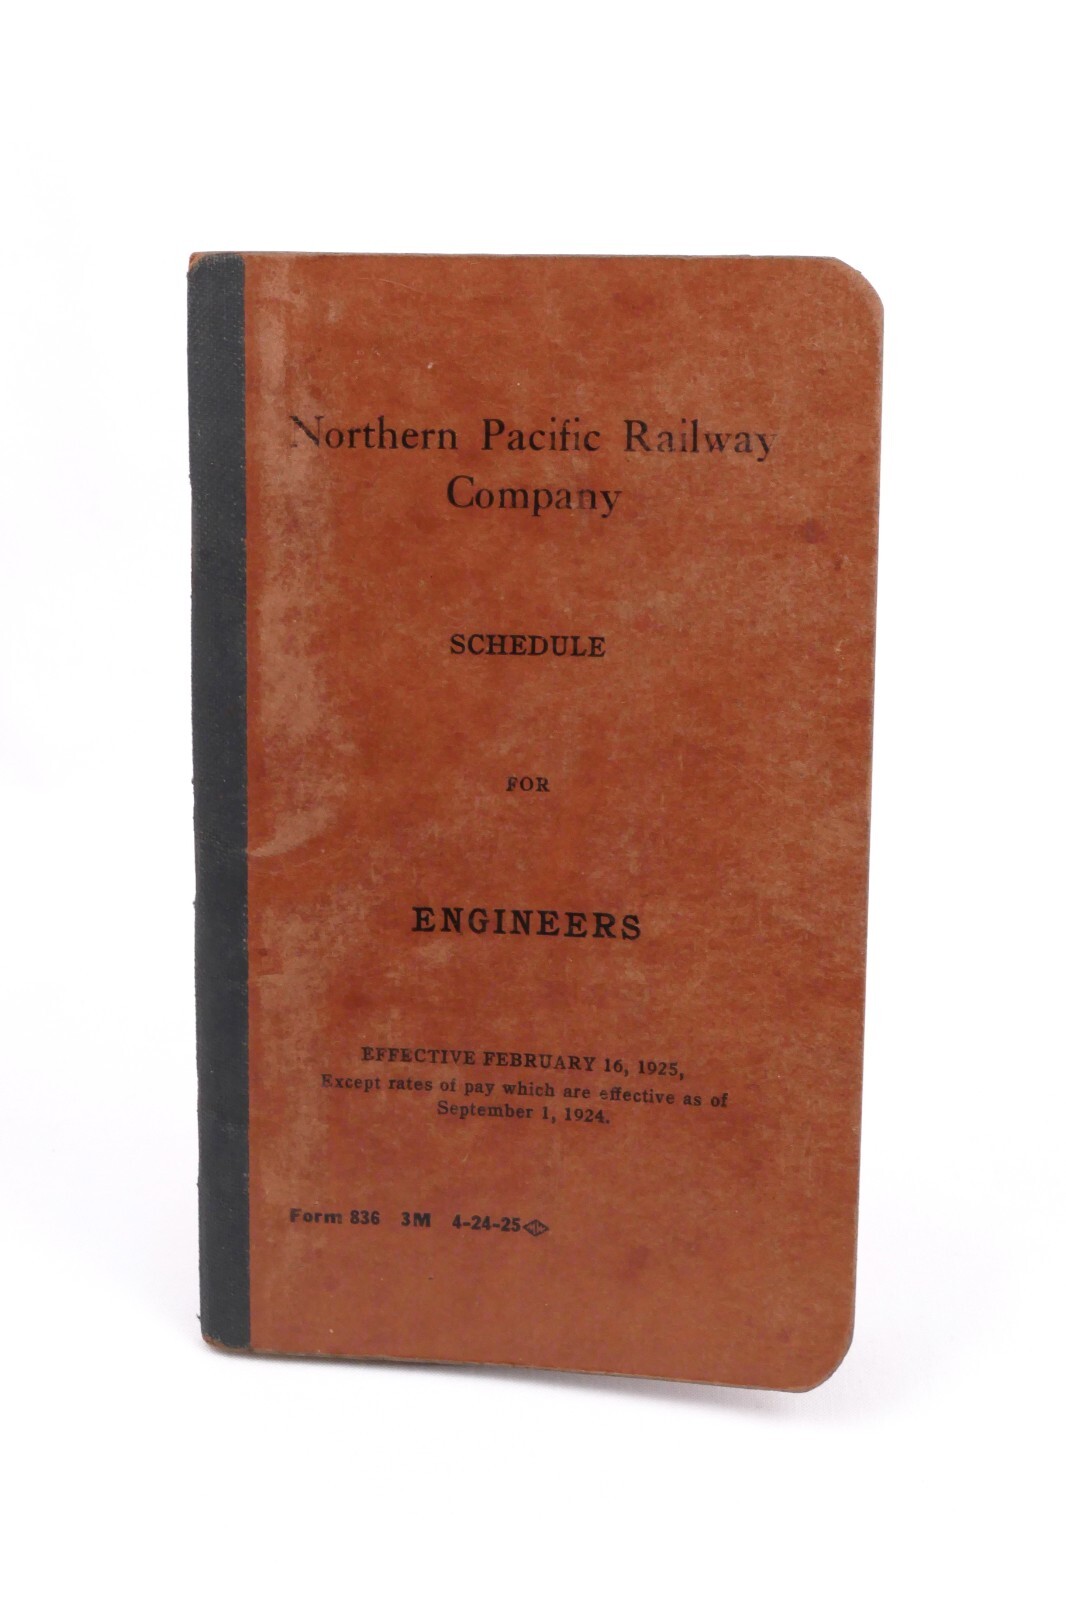 Northern Pacific Railway
Company
SCHEDULE
FOR
ENGINEERS
EFFECTIVE FEBRUARY 16, 1925,
Except rates of pay which are effective as of
September 1, 1924.
Form 836 3M 4-24-25